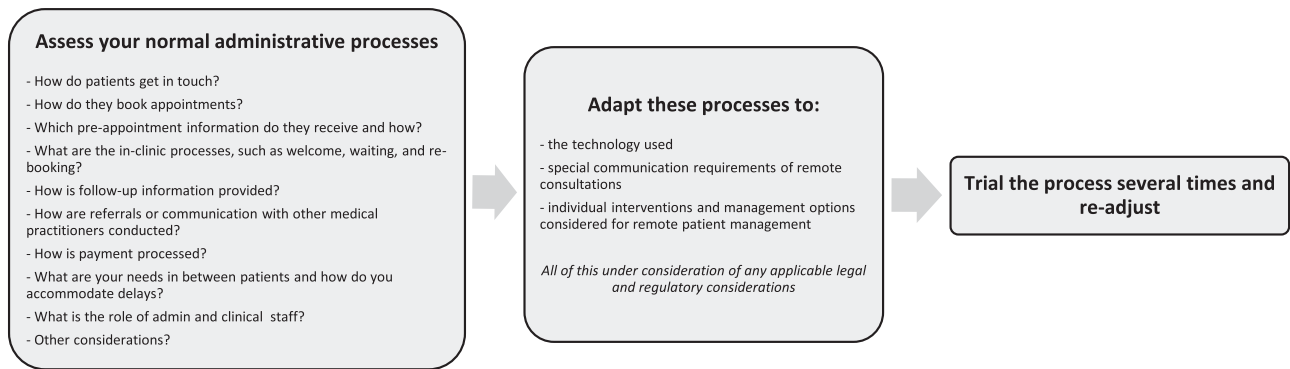 Assess your normal administrative processes
- How do patients get in touch?
- How do they book appointments?
- Which pre-appointment information do they receive and how?
- What are the in-clinic processes, such as welcome, waiting, and re-
booking?
- How is follow-up information provided?
- How are referrals or communication with other medical
practitioners conducted?
- How is payment processed?
- What are your needs in between patients and how do you
accommodate delays?
- What is the role of admin and clinical staff?
- Other considerations?
Adapt these processes to:
- the technology used
- special communication requirements of remote
consultations
- individual interventions and management options
considered for remote patient management
All of this under consideration of any applicable legal
and regulatory considerations
Trial the process several times and
re-adjust